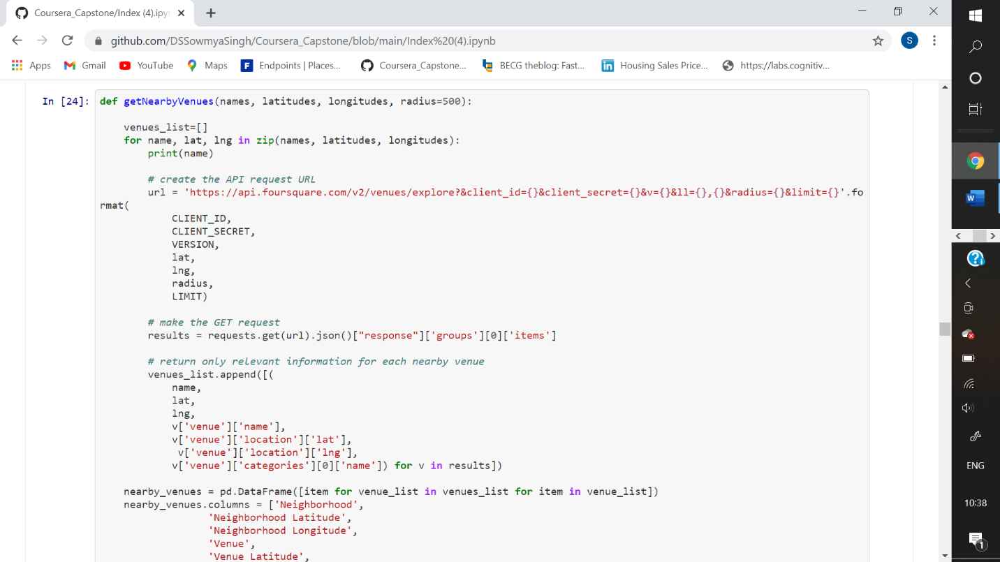 Coursera_Capstone/Index (4).ipyn
github.com/DSSowmyaSingh/Coursera_Capstone/blob/main/Index%20(4).ipynb
S
Apps Gmail YouTube Maps F Endpoints | Places... Coursera_Capstone... BECG theblog: Fast... in Housing Sales Price... https://labs.cognitiv...
In [24]: def getNearbyVenues(names, latitudes, longitudes, radius=500):
venues_list=[]
for name, lat, lng in zip(names, latitudes, longitudes):
print(name)
# create the API request URL
url = 'https://api.foursquare.com/v2/venues/explore?&client_id={}&client_secret={}&v={}&ll={},{}&radius={}&limit={}'.fo
rmat(
CLIENT_ID,
CLIENT_SECRET,
VERSION,
lat,
lng,
radius,
LIMIT)
# make the GET request
results = requests.get(url).json()["response"]['groups'][0]['items']
# return only relevant information for each nearby venue
venues_list.append([(
name,
lat,
lng,
v['venue']['name'],
v['venue']['location']['lat'],
v['venue']['location']['lng'],
v['venue']['categories'][0]['name']) for v in results])
nearby_venues = pd.DataFrame([item for venue_list in venues_list for item in venue_list])
nearby_venues.columns = ['Neighborhood',
'Neighborhood Latitude',
'Neighborhood Longitude',
'Venue',
'Venue Latitude',
W
ENG
10:38
1